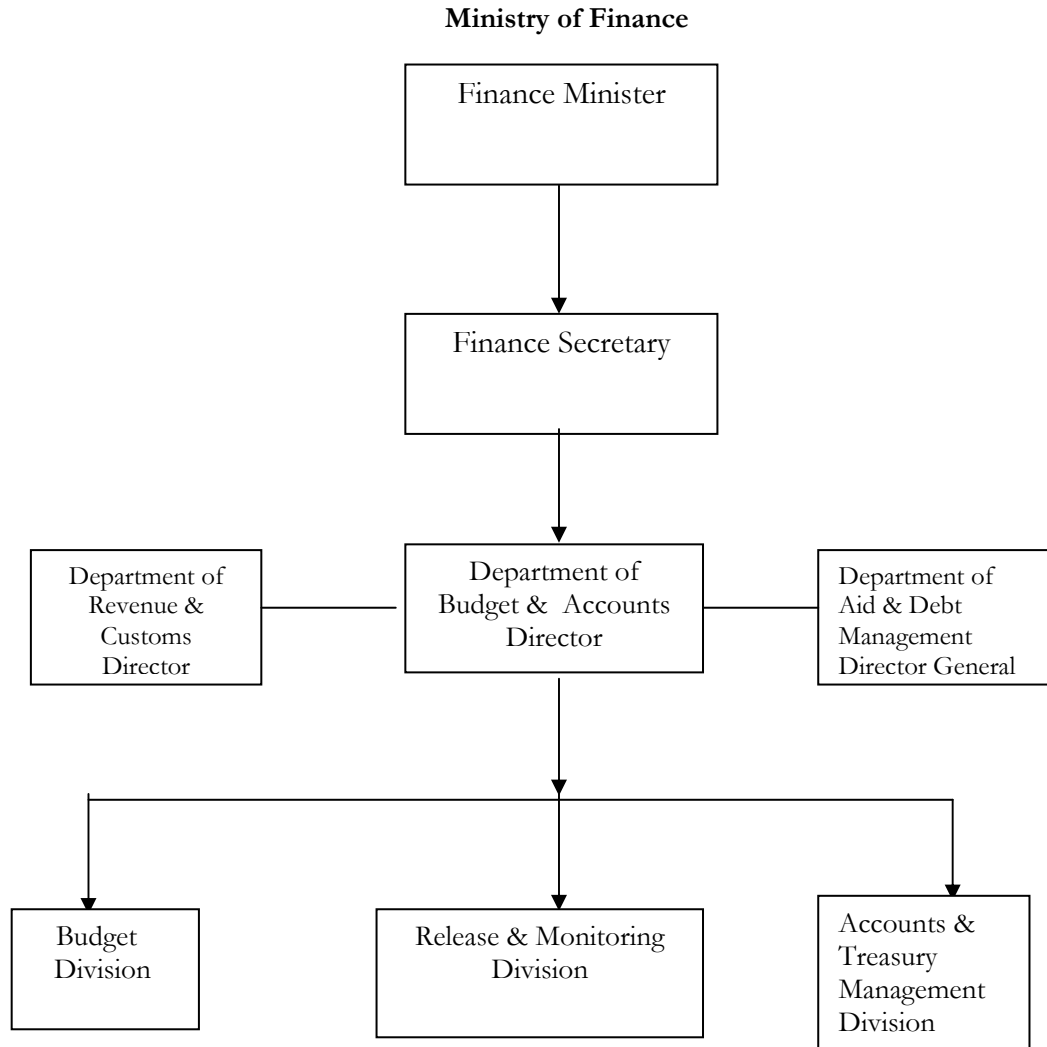 Ministry of Finance
Finance Minister
Finance Secretary
Department of
Revenue &
Customs
Director
Department of
Budget & Accounts
Director
Department of
Aid & Debt
Management
Director General
Budget
Division
Release & Monitoring
Division
Accounts &
Treasury
Management
Division